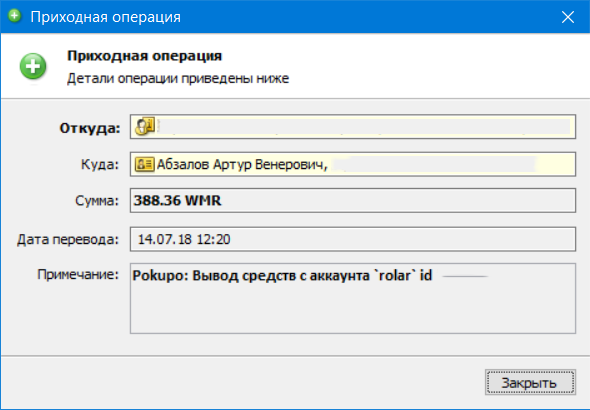 Приходная операция
Приходная операция
Детали операции приведены ниже
Откуда:
Куда: Абзалов Артур Венерович,
Сумма: 388.36 WMR
Дата перевода: 14.07.18 12:20
Примечание: Pokupo: Вывод средств с аккаунта `rolar` id
Закрыть